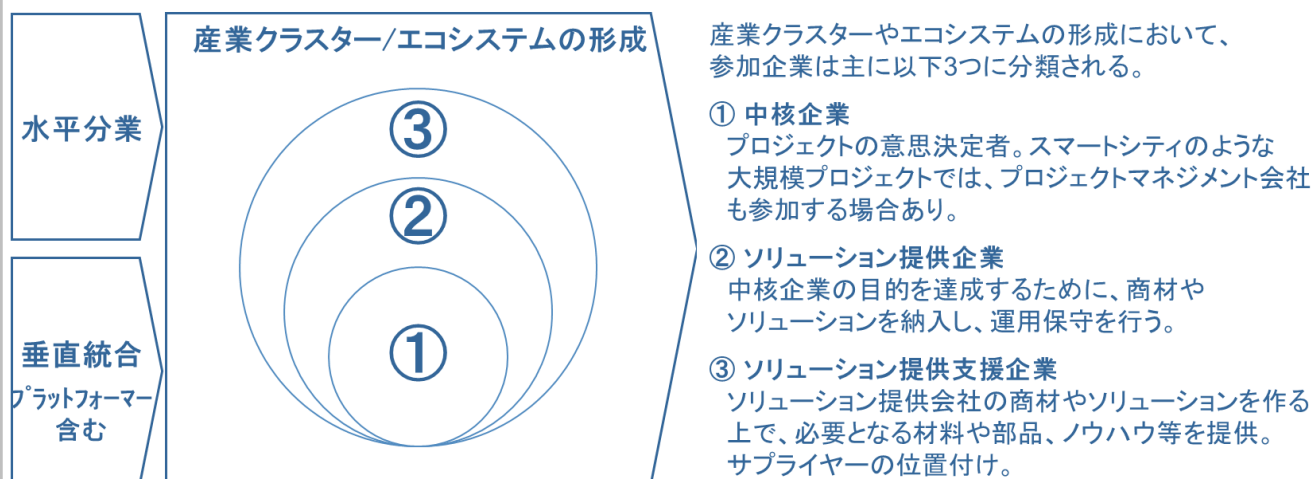 水平分業
垂直統合
プラットフォーマー
含む
産業クラスター/エコシステムの形成
③
②
①
産業クラスターやエコシステムの形成において、
参加企業は主に以下3つに分類される。
① 中核企業
プロジェクトの意思決定者。スマートシティのような
大規模プロジェクトでは、プロジェクトマネジメント会社
も参加する場合あり。
② ソリューション提供企業
中核企業の目的を達成するために、商材や
ソリューションを納入し、運用保守を行う。
③ ソリューション提供支援企業
ソリューション提供会社の商材やソリューションを作る
上で、必要となる材料や部品、ノウハウ等を提供。
サプライヤーの位置付け。